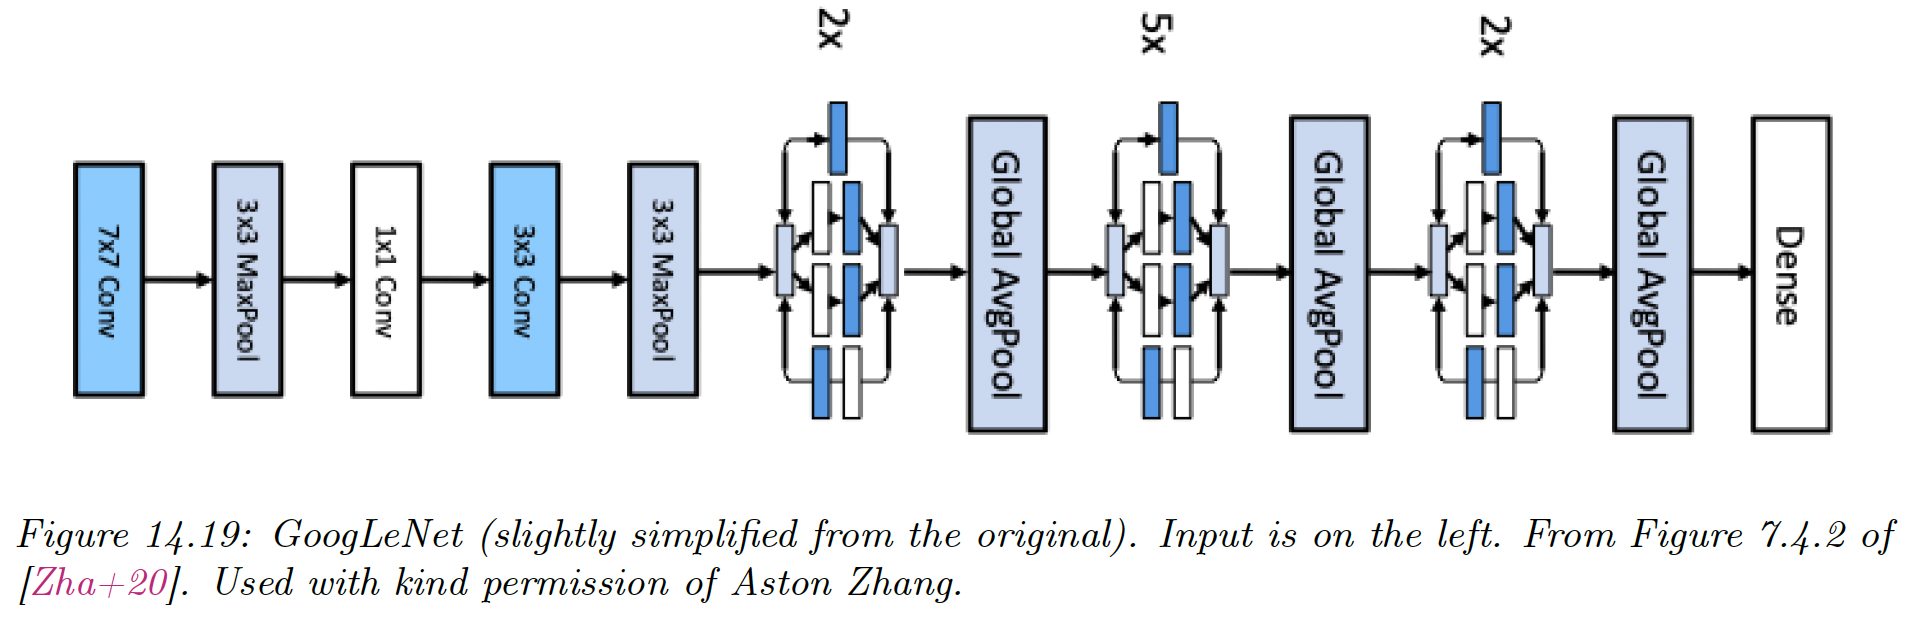 2x
5x
2x
7x7 Conv
3x3 MaxPool
1x1 Conv
3x3 Conv
3x3 MaxPool
Global AvgPool
Global AvgPool
Global AvgPool
Dense
Figure 14.19: GoogLeNet (slightly simplified from the original). Input is on the left. From Figure 7.4.2 of
[Zha+20]. Used with kind permission of Aston Zhang.